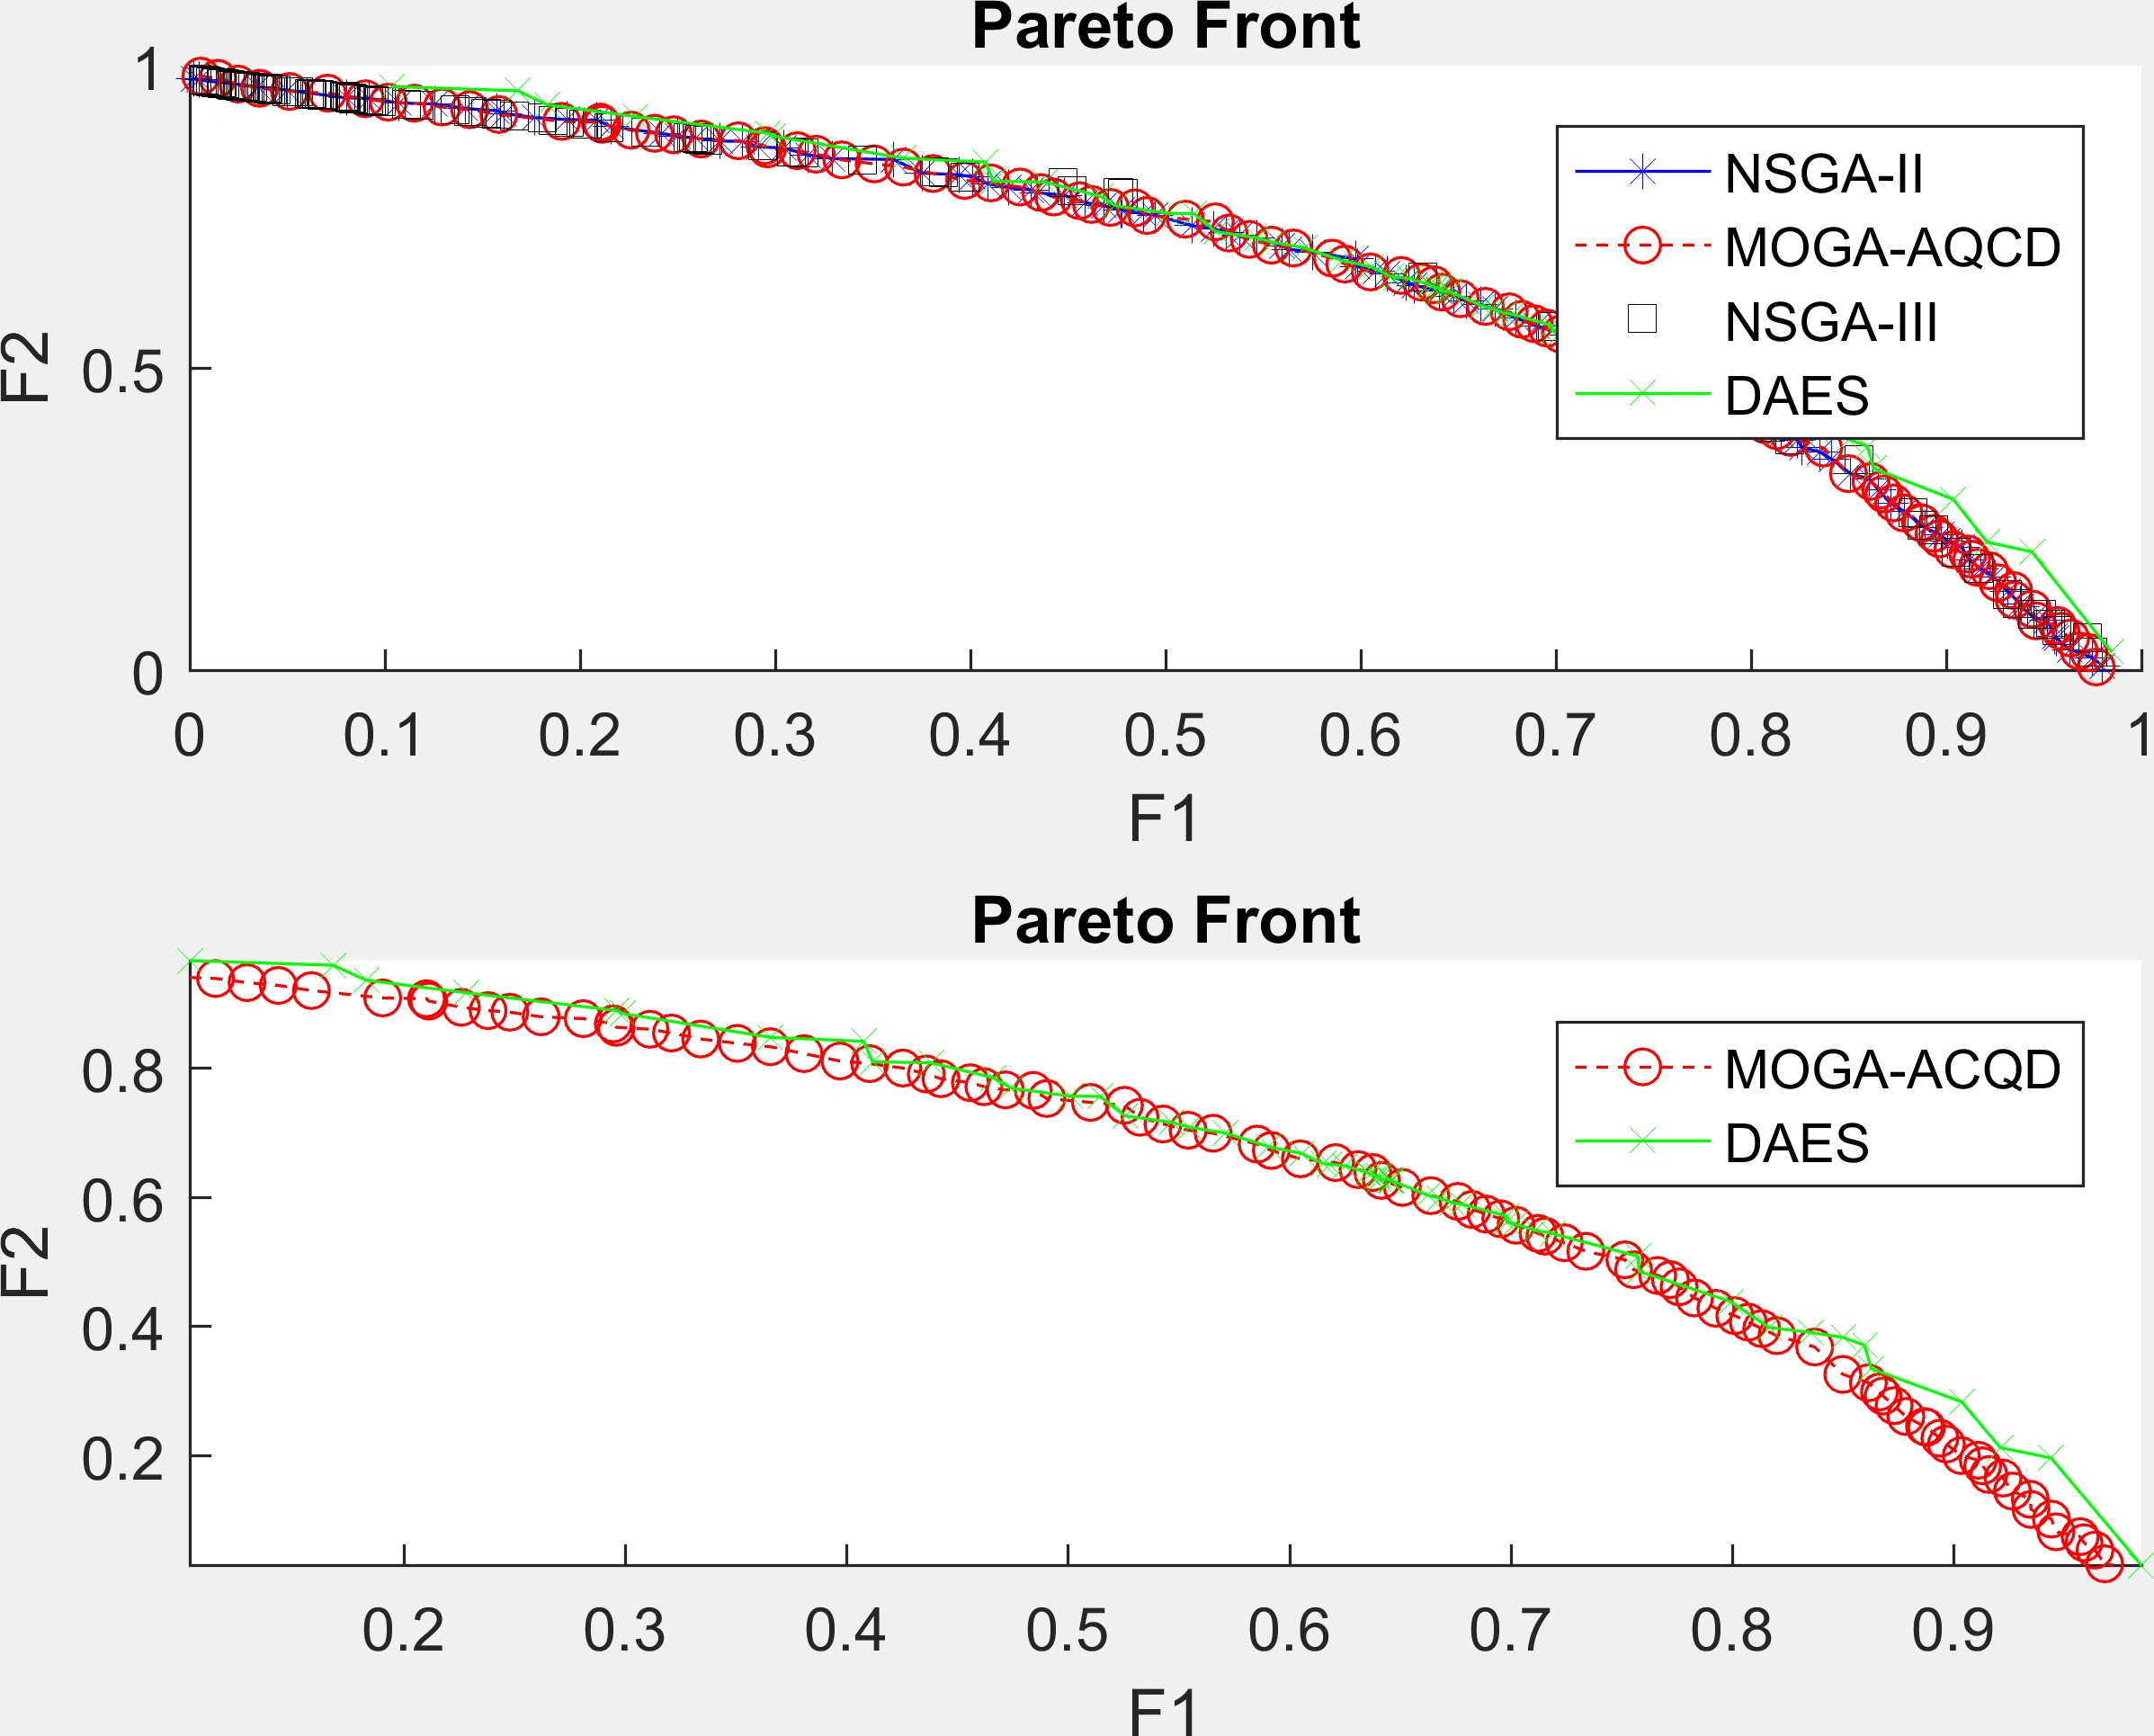 Pareto Front
1
0.5
0
F2
0 0.1 0.2 0.3 0.4 0.5 0.6 0.7 0.8 0.9 1
F1
NSGA-II
MOGA-AQCD
NSGA-III
DAES
Pareto Front
0.8
0.6
0.4
0.2
F2
0.2 0.3 0.4 0.5 0.6 0.7 0.8 0.9
F1
MOGA-ACQD
DAES